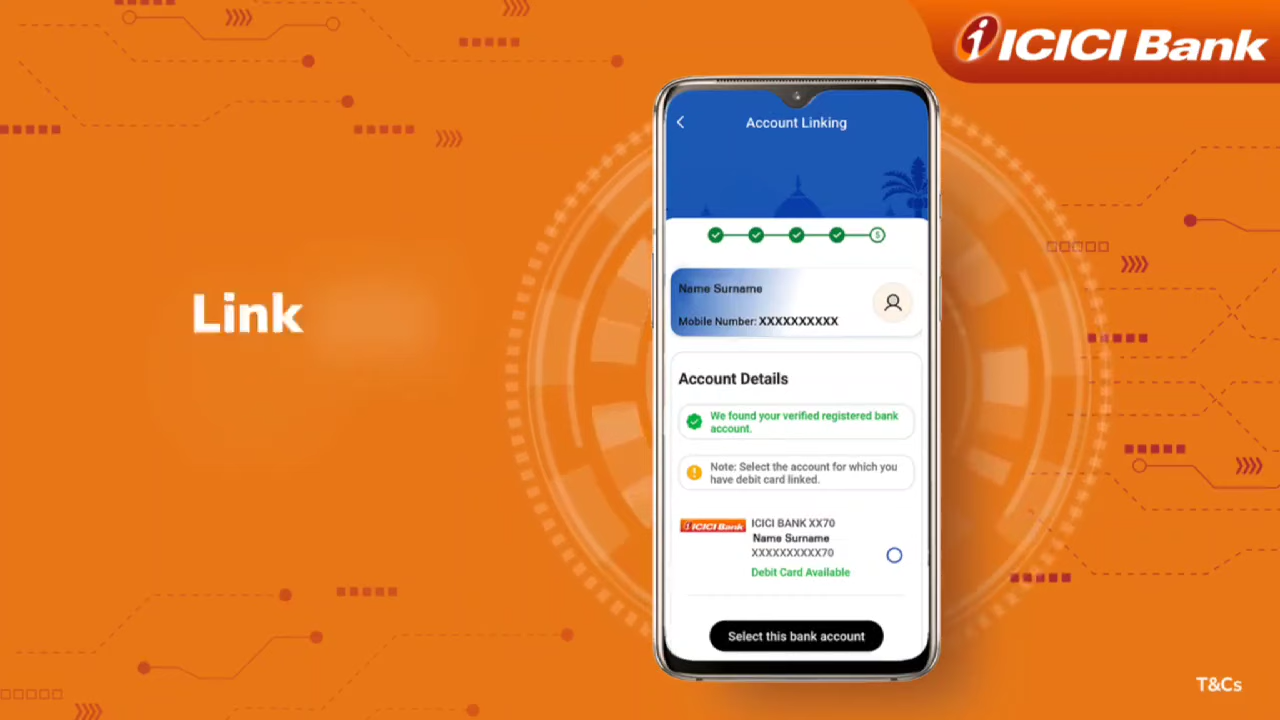 ICICI Bank
Account Linking
5
Name Surname
Mobile Number: XXXXXXXXXX
Link
Account Details
We found your verified registered bank
account.
Note: Select the account for which you
have debit card linked.
ICICI Bank
ICICI BANK XX70
Name Surname
XXXXXXXXXX70
Debit Card Available
Select this bank account
T&Cs